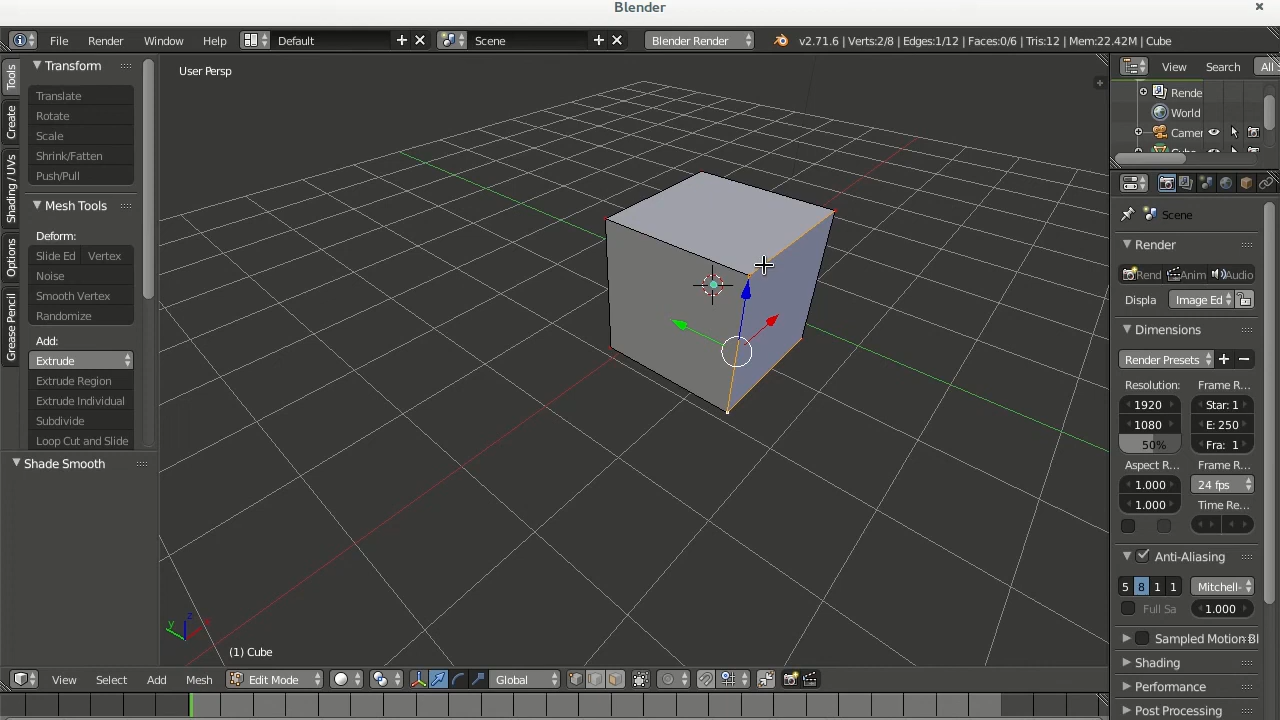 Blender
File Render Window Help Default Scene Blender Render v2.71.6 | Verts:2/8 | Edges:1/12 | Faces:0/6 | Tris:12 | Mem:22.42M | Cube
Tools
Create
Shading / UVs
Options
Grease Pencil
Transform
Translate
Rotate
Scale
Shrink/Fatten
Push/Pull
Mesh Tools
Deform:
Slide Ed Vertex
Noise
Smooth Vertex
Randomize
Add:
Extrude
Extrude Region
Extrude Individual
Subdivide
Loop Cut and Slide
Shade Smooth
User Persp
(1) Cube
y z
View Select Add Mesh Edit Mode Global
View Search All S
Rende
World
Camer
Scene
Render
Rend Anim Audio
Displa Image Ed
Dimensions
Render Presets
Resolution: Frame R...
1920 Star: 1
1080 E: 250
50% Fra: 1
Aspect R... Frame R...
1.000 24 fps
1.000 Time Re...
Anti-Aliasing
5 8 1 1 Mitchell-
Full Sa 1.000
Sampled Motion Bl
Shading
Performance
Post Processing